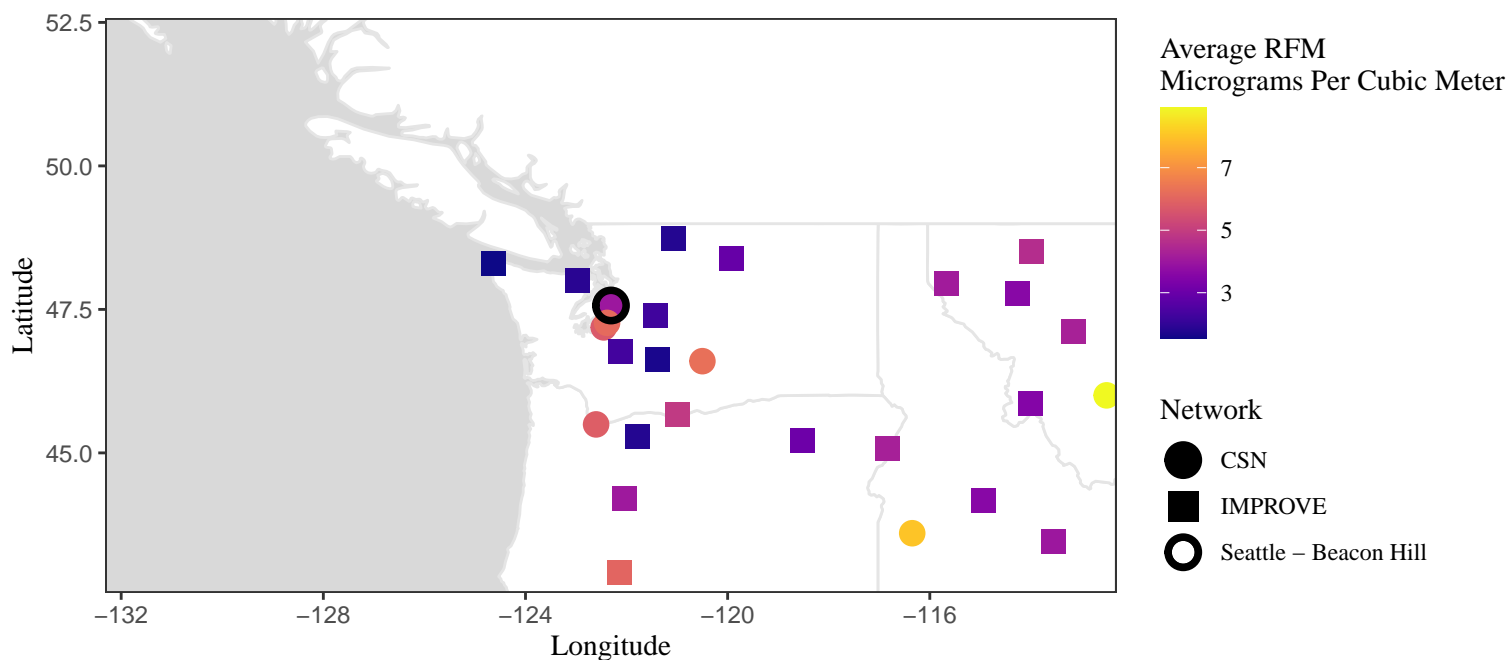 52.5
50.0
47.5
45.0
Latitude
−132
−128
−124
−120
−116
Longitude
Average RFM
Micrograms Per Cubic Meter
7
5
3
Network
CSN
IMPROVE
Seattle − Beacon Hill